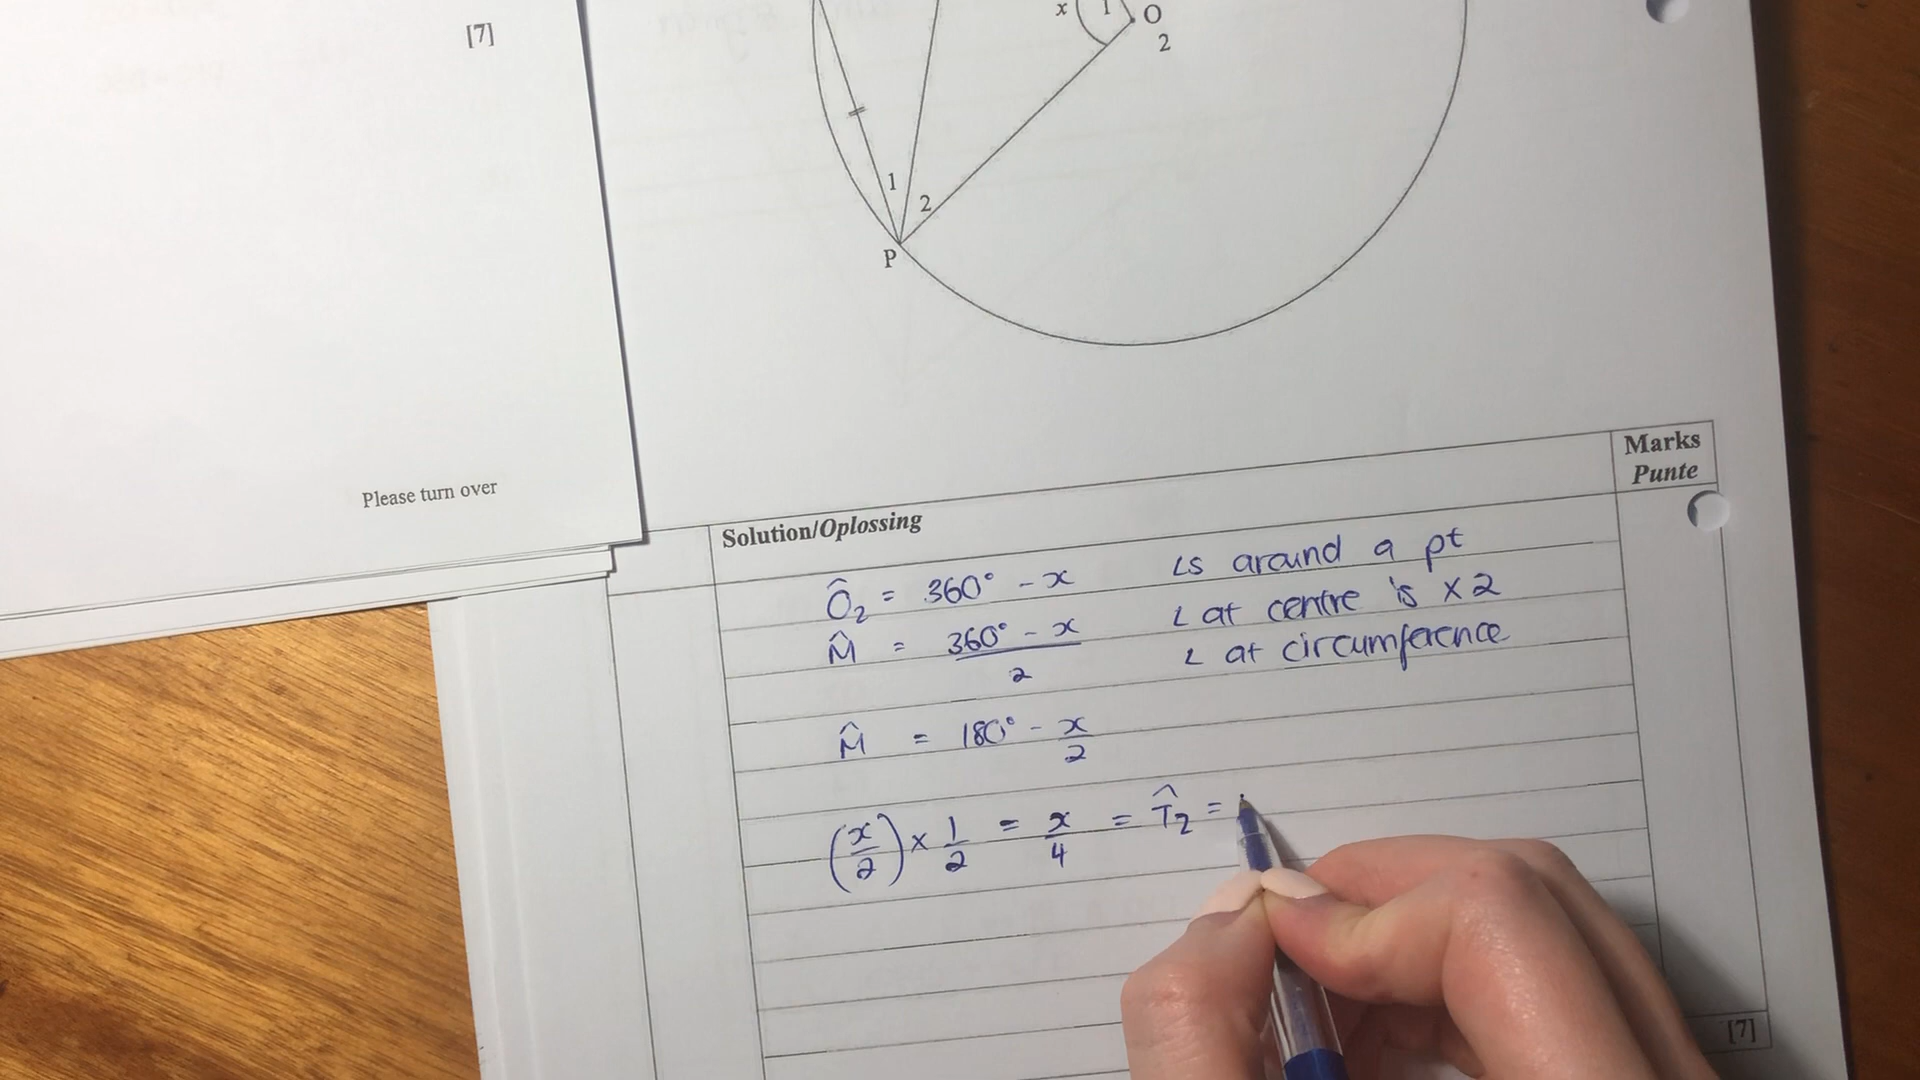 [7]
x 1 O
2
1
2
P
Please turn over
Marks
Punte
Solution/Oplossing
Ô₂ = 360° - x ∠s around a pt
M̂ = 360° - x / 2 ∠ at centre is × 2
∠ at circumference
M̂ = 180° - x/2
(x/2) × 1/2 = x/4 = T̂₂ =
[7]